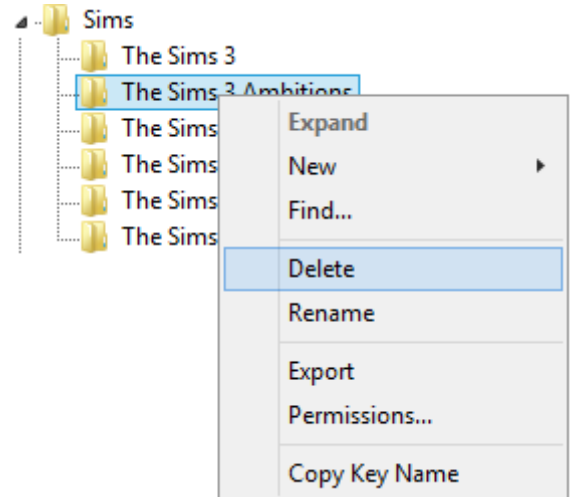 Sims
The Sims 3
The Sims 3 Ambitions
The Sims
The Sims
The Sims
The Sims
Expand
New
Find...
Delete
Rename
Export
Permissions...
Copy Key Name